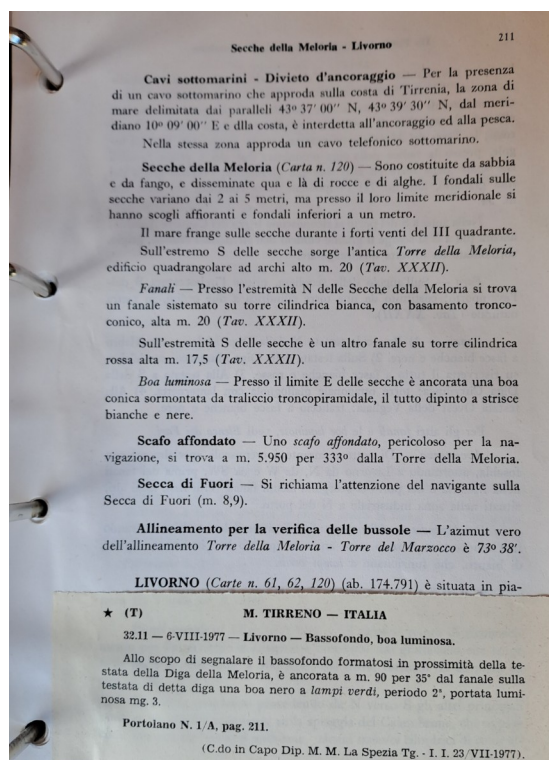 211
Secche della Meloria - Livorno
Cavi sottomarini - Divieto d'ancoraggio — Per la presenza
di un cavo sottomarino che approda sulla costa di Tirrenia, la zona di
mare delimitata dai paralleli 43º 37' 00" N, 43º 39' 30" N, dal meri-
diano 10º 09' 00" E e dlla costa, è interdetta all'ancoraggio ed alla pesca.
Nella stessa zona approda un cavo telefonico sottomarino.
Secche della Meloria (Carta n. 120) — Sono costituite da sabbia
e da fango, e disseminate qua e là di rocce e di alghe. I fondali sulle
secche variano dai 2 ai 5 metri, ma presso il loro limite meridionale si
hanno scogli affioranti e fondali inferiori a un metro.
Il mare frange sulle secche durante i forti venti del III quadrante.
Sull'estremo S delle secche sorge l'antica Torre della Meloria,
edificio quadrangolare ad archi alto m. 20 (Tav. XXXII).
Fanali — Presso l'estremità N delle Secche della Meloria si trova
un fanale sistemato su torre cilindrica bianca, con basamento tronco-
conico, alta m. 20 (Tav. XXXII).
Sull'estremità S delle secche è un altro fanale su torre cilindrica
rossa alta m. 17,5 (Tav. XXXII).
Boa luminosa — Presso il limite E delle secche è ancorata una boa
conica sormontata da traliccio troncopiramidale, il tutto dipinto a strisce
bianche e nere.
Scafo affondato — Uno scafo affondato, pericoloso per la na-
vigazione, si trova a m. 5.950 per 333º dalla Torre della Meloria.
Secca di Fuori — Si richiama l'attenzione del navigante sulla
Secca di Fuori (m. 8,9).
Allineamento per la verifica delle bussole — L'azimut vero
dell'allineamento Torre della Meloria - Torre del Marzocco è 73º 38'.
LIVORNO (Carte n. 61, 62, 120) (ab. 174.791) è situata in pia-
★ (T) M. TIRRENO — ITALIA
32.11 — 6-VIII-1977 — Livorno — Bassofondo, boa luminosa.
Allo scopo di segnalare il bassofondo formatosi in prossimità della te-
stata della Diga della Meloria, è ancorata a m. 90 per 35° dal fanale sulla
testata di detta diga una boa nero a lampi verdi, periodo 2ˢ, portata lumi-
nosa mg. 3.
Portolano N. 1/A, pag. 211.
(C.do in Capo Dip. M. M. La Spezia Tg. - I. I. 23/VII-1977).